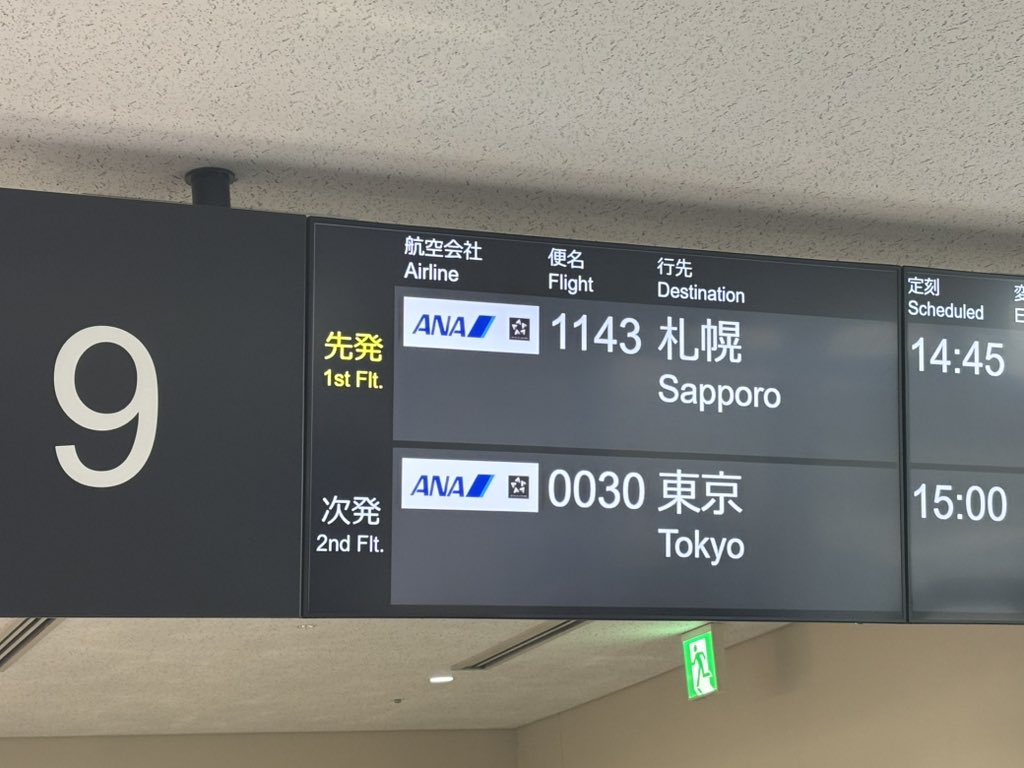 9
航空会社 便名 行先 定刻
Airline Flight Destination Scheduled
先発 ANA 1143 札幌 14:45
1st Flt. Sapporo
次発 ANA 0030 東京 15:00
2nd Flt. Tokyo